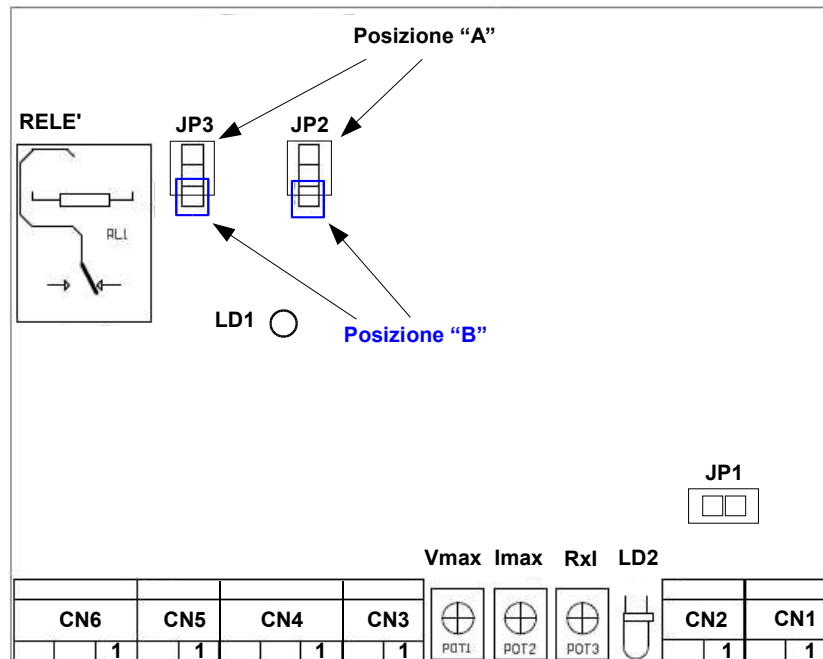 Posizione “A”
RELE'
JP3
JP2
RL1
LD1
Posizione “B”
JP1
Vmax
Imax
RxI
LD2
CN6
CN5
CN4
CN3
CN2
CN1
POT1
POT2
POT3
1
1
1
1
1
1